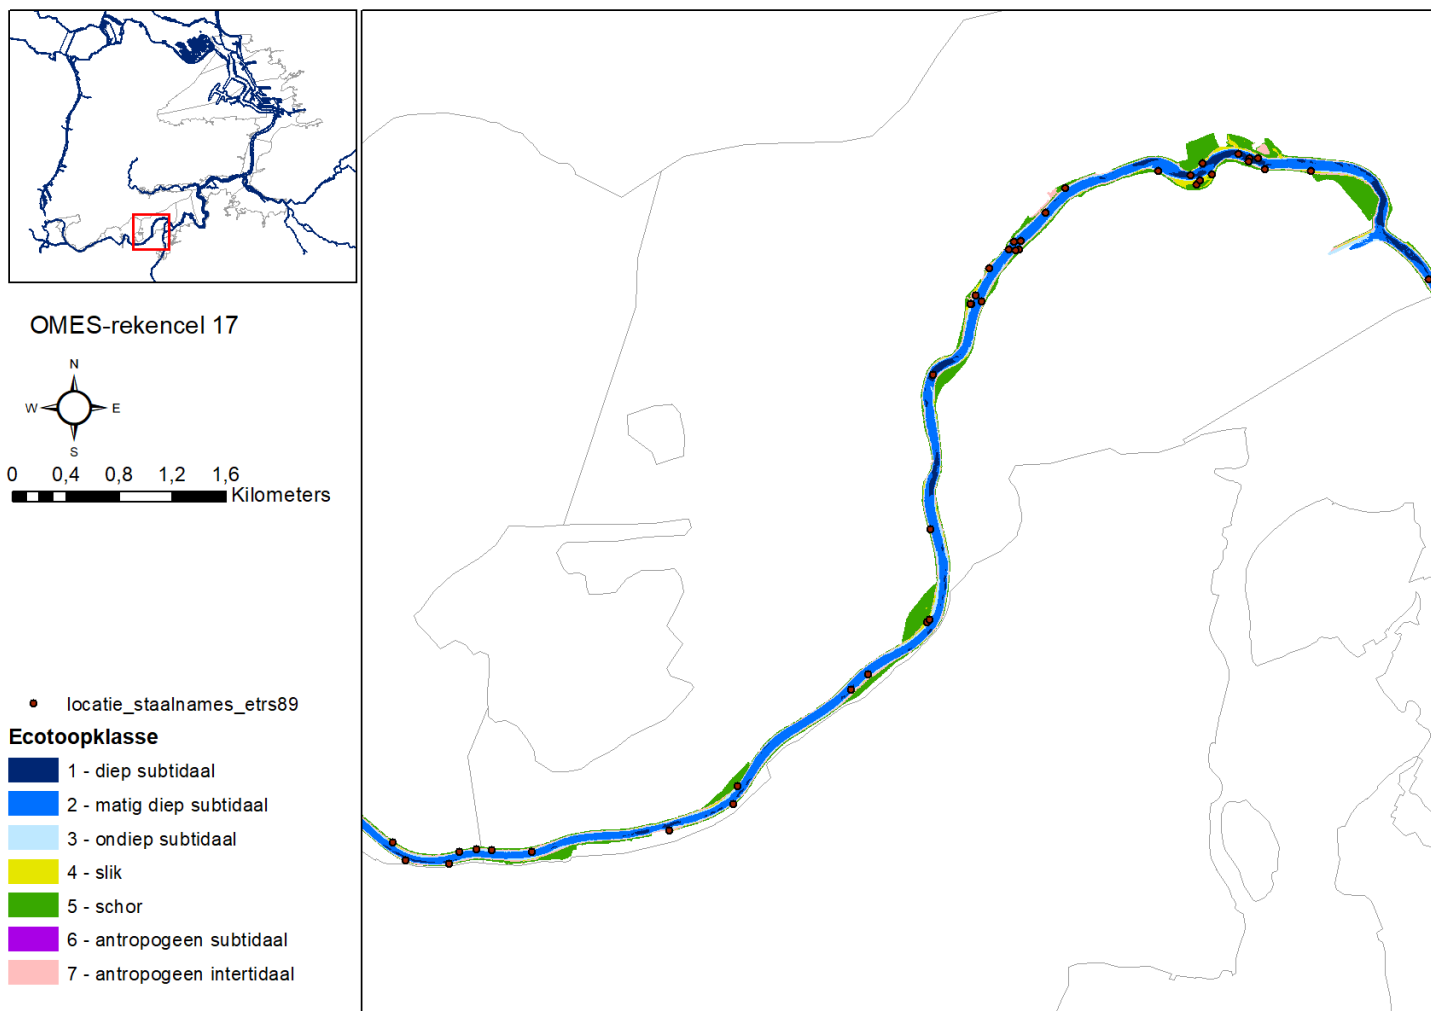 OMES-rekencel 17
N
W E
S
0 0,4 0,8 1,2 1,6
Kilometers
locatie_staalnames_etrs89
Ecotoopklasse
1 - diep subtidaal
2 - matig diep subtidaal
3 - ondiep subtidaal
4 - slik
5 - schor
6 - antropogeen subtidaal
7 - antropogeen intertidaal